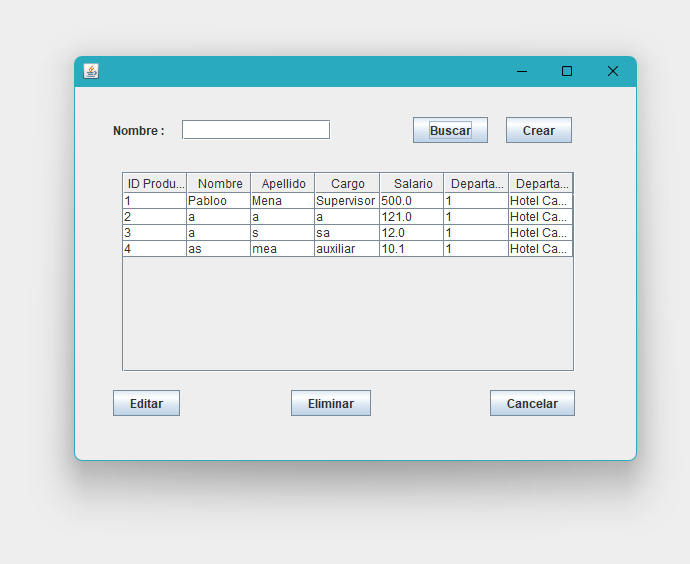 Nombre : Buscar Crear
ID Produ... Nombre Apellido Cargo Salario Departa... Departa...
1 Pabloo Mena Supervisor 500.0 1 Hotel Ca...
2 a a a 121.0 1 Hotel Ca...
3 a s sa 12.0 1 Hotel Ca...
4 as mea auxiliar 10.1 1 Hotel Ca...
Editar Eliminar Cancelar